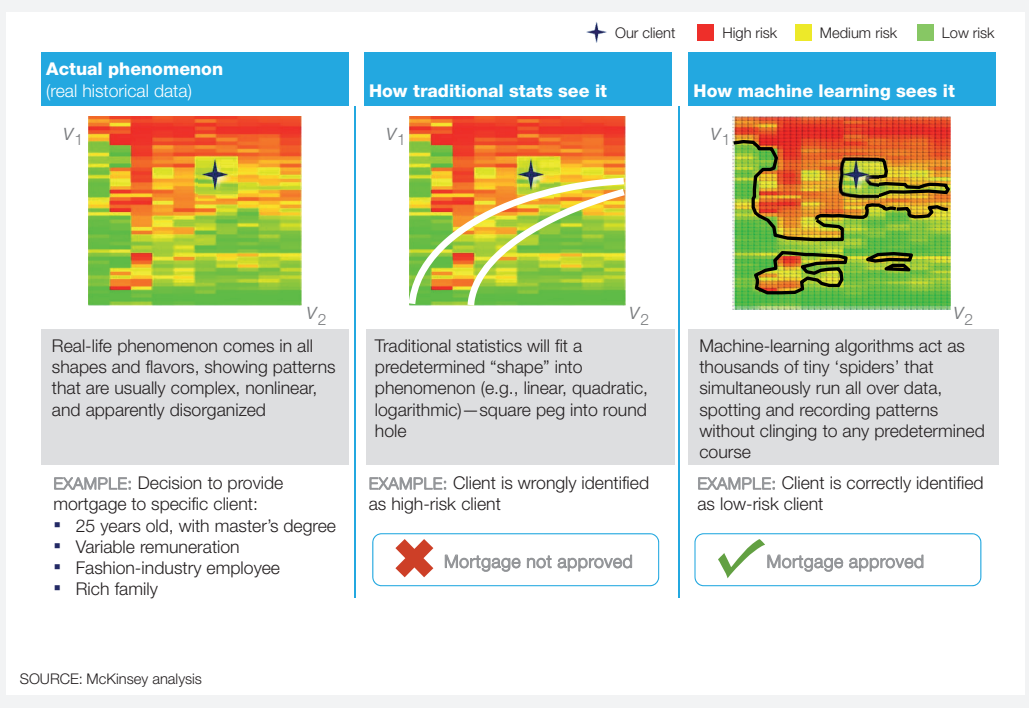 Our client High risk Medium risk Low risk
Actual phenomenon
(real historical data)
V1
V2
Real-life phenomenon comes in all
shapes and flavors, showing patterns
that are usually complex, nonlinear,
and apparently disorganized
EXAMPLE: Decision to provide
mortgage to specific client:
▪ 25 years old, with master’s degree
▪ Variable remuneration
▪ Fashion-industry employee
▪ Rich family
How traditional stats see it
V1
V2
Traditional statistics will fit a
predetermined “shape” into
phenomenon (e.g., linear, quadratic,
logarithmic)—square peg into round
hole
EXAMPLE: Client is wrongly identified
as high-risk client
Mortgage not approved
How machine learning sees it
V1
V2
Machine-learning algorithms act as
thousands of tiny ‘spiders’ that
simultaneously run all over data,
spotting and recording patterns
without clinging to any predetermined
course
EXAMPLE: Client is correctly identified
as low-risk client
Mortgage approved
SOURCE: McKinsey analysis